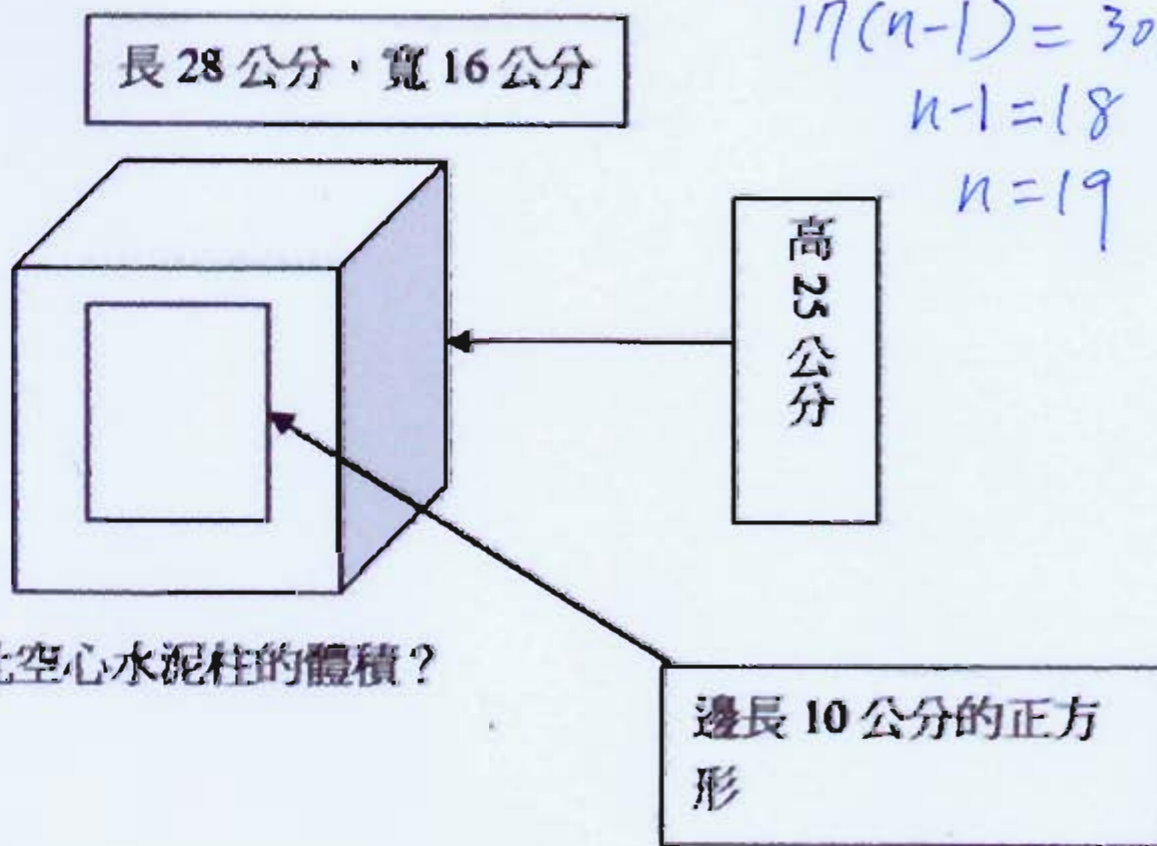 長 28 公分，寬 16 公分
17(n-1) = 30
n-1=18
n=19
高 25 公分
空心水泥柱的體積？
邊長 10 公分的正方
形